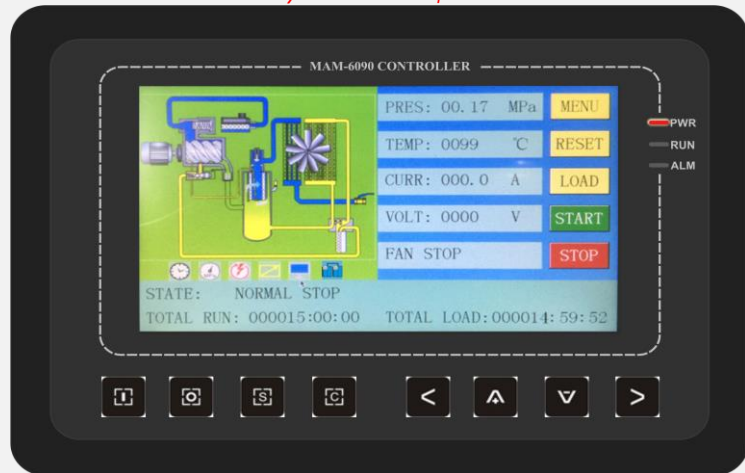 MAM-6090 CONTROLLER
PRES: 00.17 MPa MENU
TEMP: 0099 ℃ RESET
CURR: 000.0 A LOAD
VOLT: 0000 V START
FAN STOP STOP
STATE: NORMAL STOP
TOTAL RUN: 000015:00:00 TOTAL LOAD:000014:59:52
PWR
RUN
ALM
I O S C < >